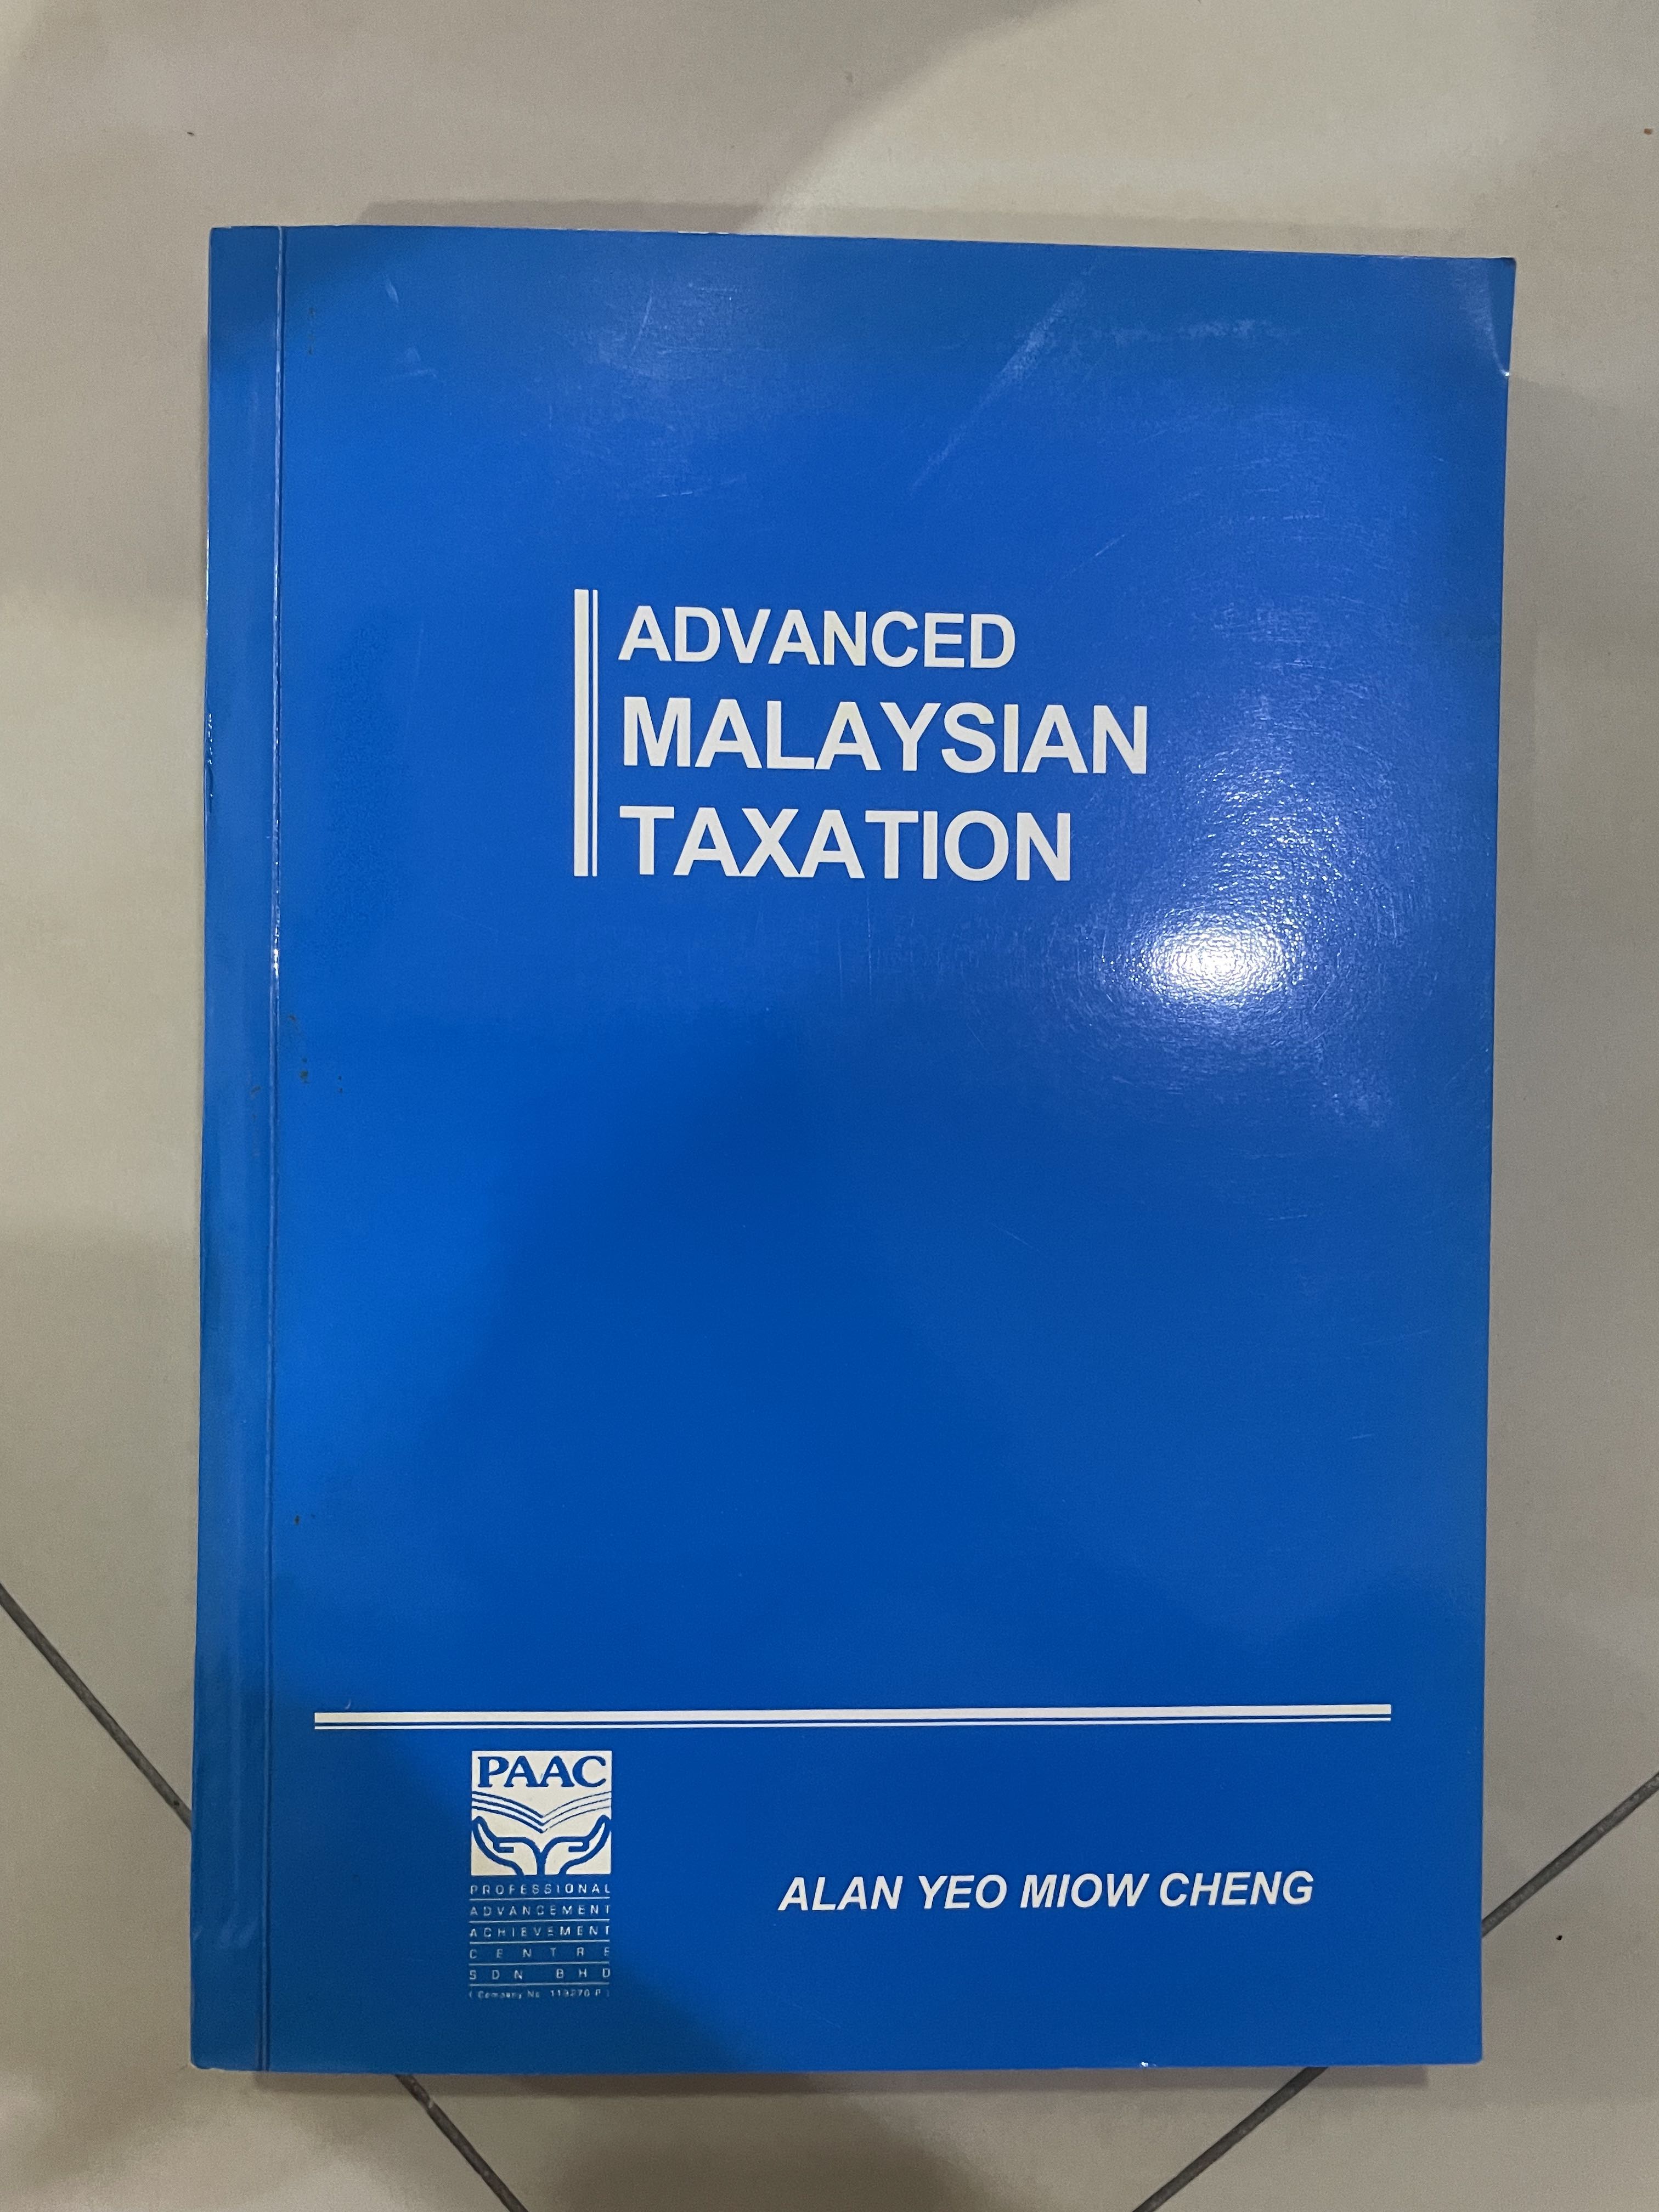 ADVANCED
MALAYSIAN
TAXATION
PAAC
PROFESSIONAL
ADVANCEMENT
ACHIEVEMENT
CENTRE
SDN BHD
ALAN YEO MIOW CHENG